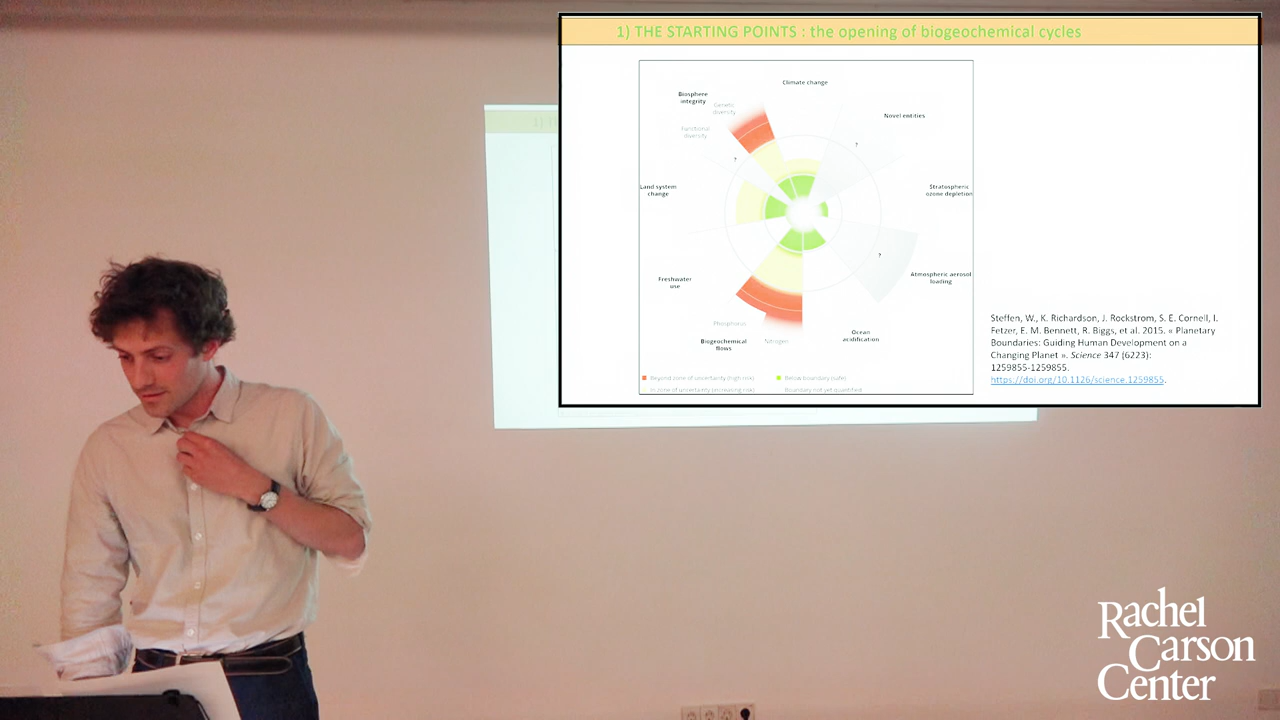 1) THE STARTING POINTS : the opening of biogeochemical cycles
Climate change
Biosphere
integrity
Genetic
diversity
Novel entities
Functional
diversity
?
?
Land system
change
Stratospheric
ozone depletion
?
Freshwater
use
Atmospheric aerosol
loading
Phosphorus
Nitrogen
Biogeochemical
flows
Ocean
acidification
Beyond zone of uncertainty (high risk)
Below boundary (safe)
In zone of uncertainty (increasing risk)
Boundary not yet quantified
Steffen, W., K. Richardson, J. Rockstrom, S. E. Cornell, I.
Fetzer, E. M. Bennett, R. Biggs, et al. 2015. « Planetary
Boundaries: Guiding Human Development on a
Changing Planet ». Science 347 (6223):
1259855-1259855.
https://doi.org/10.1126/science.1259855.
Rachel
Carson
Center